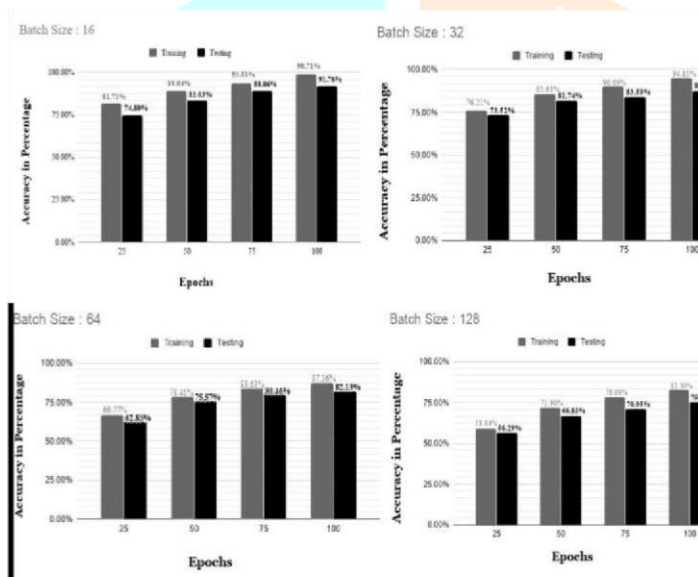 Batch Size : 16
Training Testing
Accuracy in Percentage
100.00%
75.00%
50.00%
25.00%
0.00%
81.71% 74.80%
83.03%
88.06%
98.71% 91.76%
25 50 75 100
Epochs
Batch Size : 32
Training Testing
Accuracy in Percentage
100.00%
75.00%
50.00%
25.00%
0.00%
76.21% 73.52%
81.74%
83.59%
25 50 75 100
Epochs
Batch Size : 64
Training Testing
Accuracy in Percentage
100.00%
75.00%
50.00%
25.00%
0.00%
66.77% 62.85%
78.41% 75.57%
82.13%
25 50 75 100
Epochs
Batch Size : 128
Training Testing
Accuracy in Percentage
100.00%
75.00%
50.00%
25.00%
0.00%
56.29%
66.83%
70.95%
25 50 75 100
Epochs